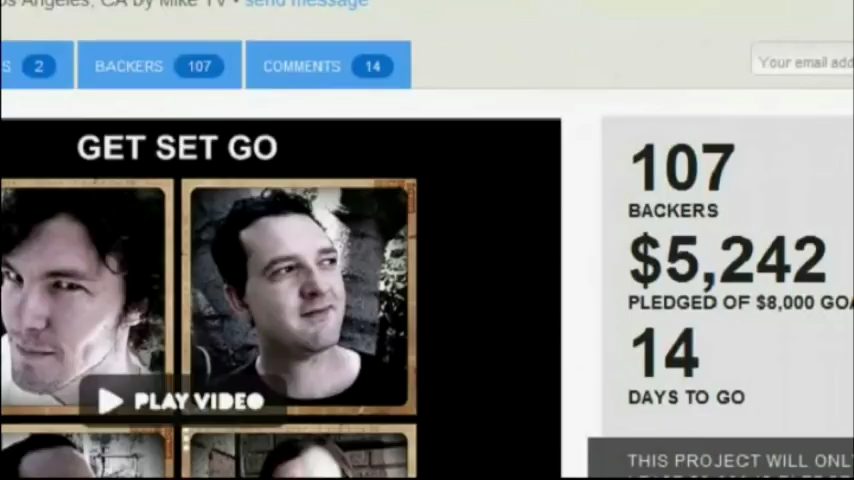 os Angeles, CA by Mike TV • send message
S 2 BACKERS 107 COMMENTS 14
Your email add
GET SET GO
107
BACKERS
$5,242
PLEDGED OF $8,000 GOA
14
DAYS TO GO
PLAY VIDEO
THIS PROJECT WILL ONL